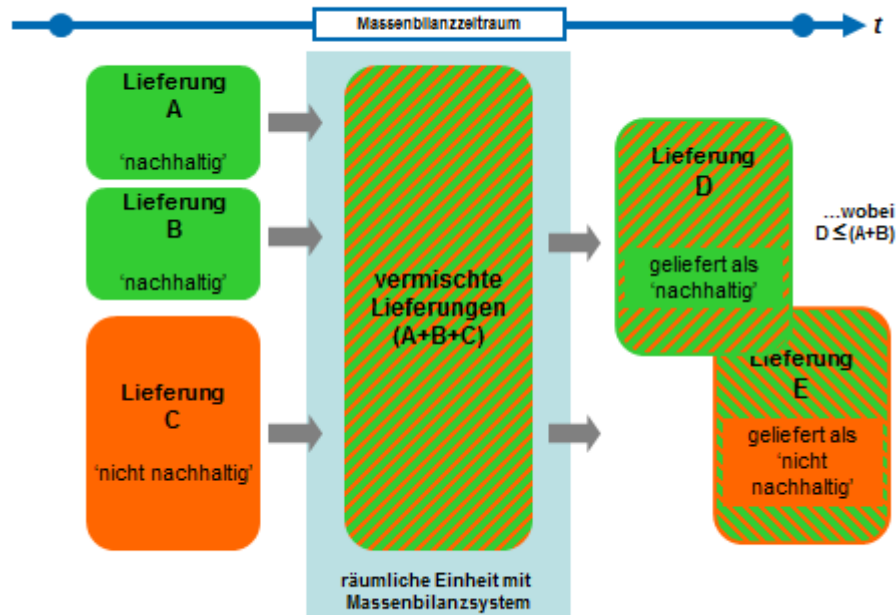 Massenbilanzzeitraum
t
Lieferung
A
‘nachhaltig’
Lieferung
B
‘nachhaltig’
Lieferung
C
‘nicht nachhaltig’
vermischte
Lieferungen
(A+B+C)
räumliche Einheit mit
Massenbilanzsystem
Lieferung
D
geliefert als
‘nachhaltig’
...wobei
D ≤ (A+B)
Lieferung
E
geliefert als
‘nicht
nachhaltig’